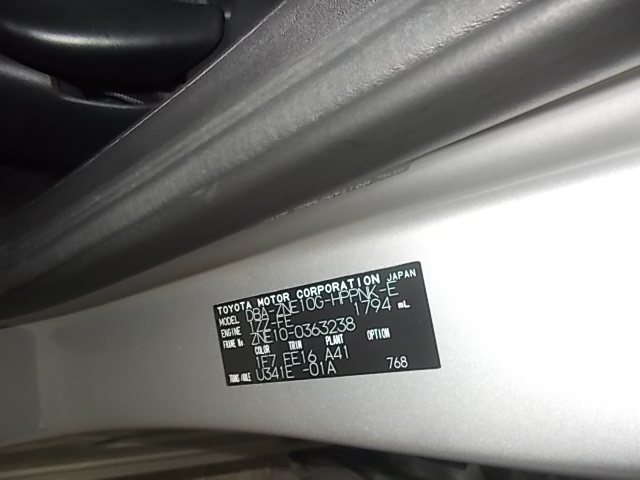 TOYOTA MOTOR CORPORATION JAPAN
MODEL DBA-ZNE10G-HPPNK-E
ENGINE 1ZZ-FE 1794 mL
FRAME No. ZNE10-0363238
COLOR TRIM PLANT OPTION
1F7 FE16 A41
TRANS/AXLE U341E -01A 768